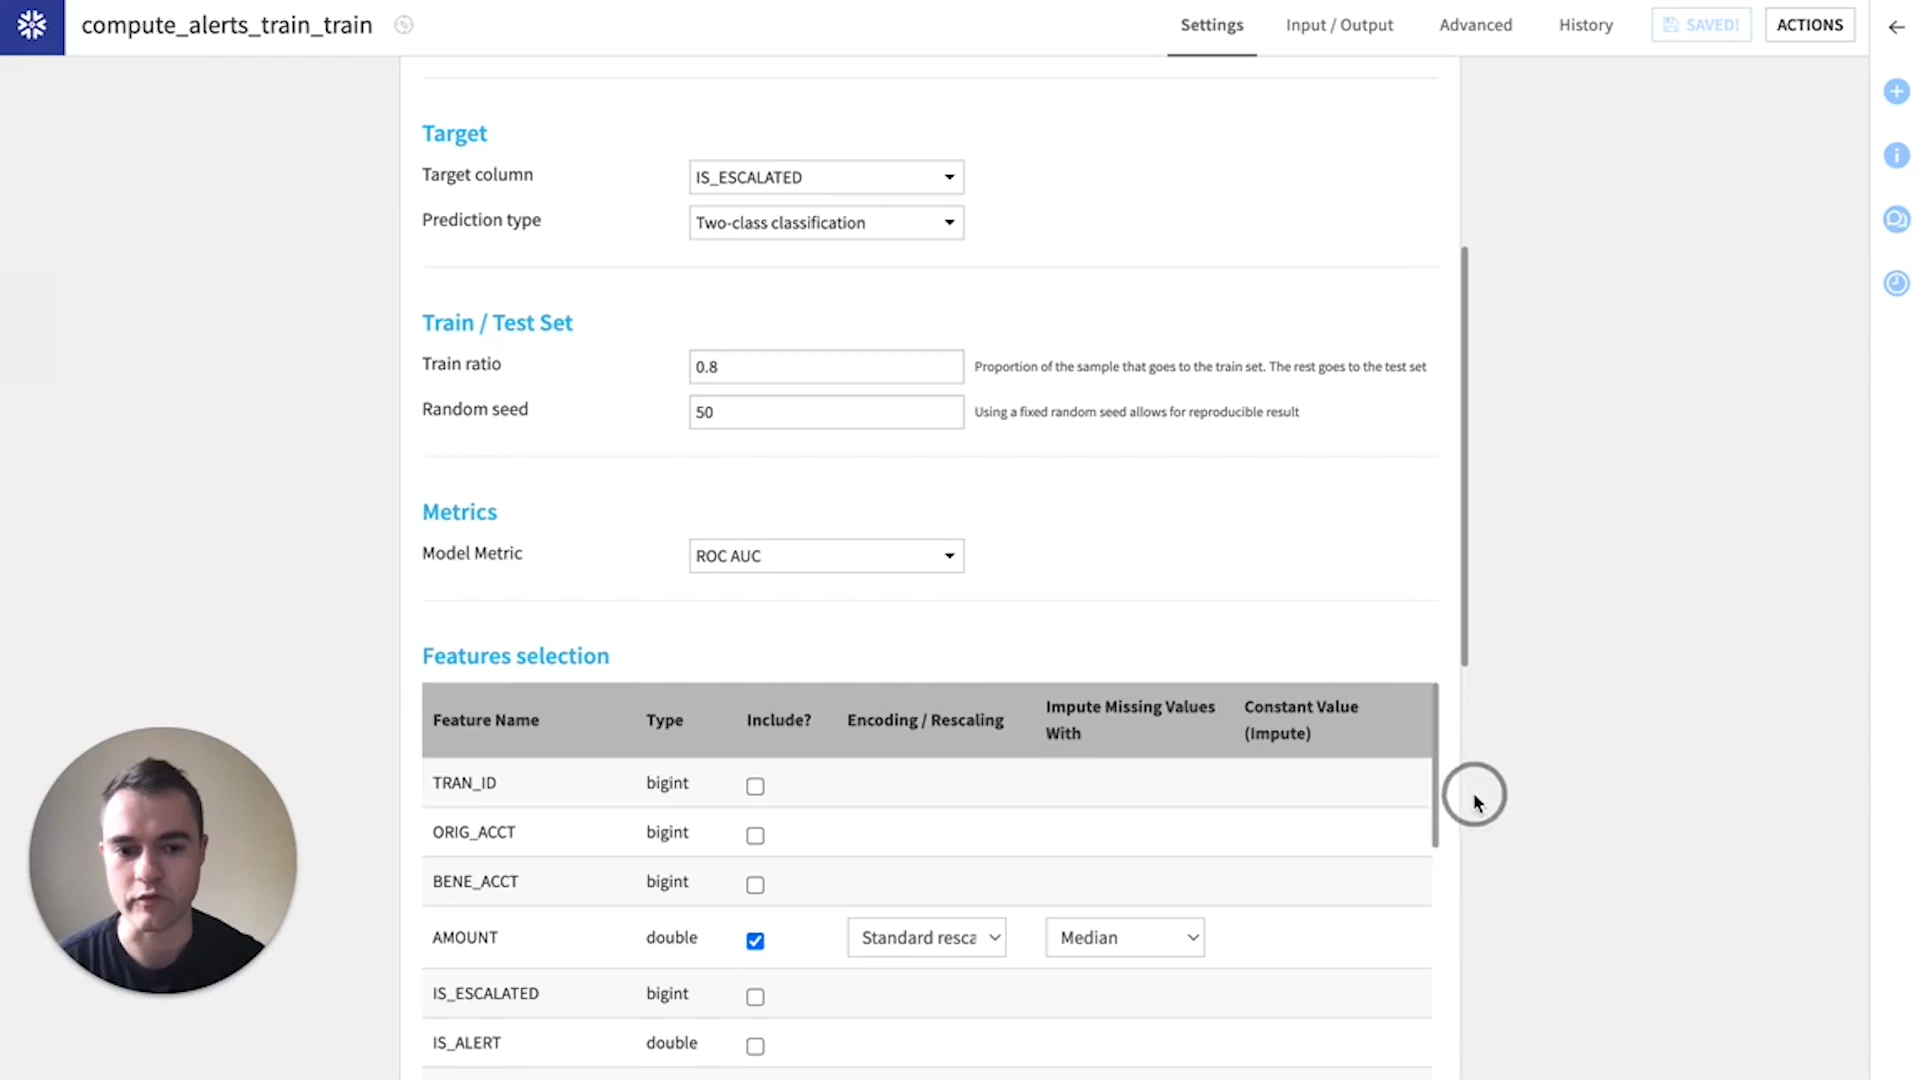 compute_alerts_train_train
Settings
Input / Output
Advanced
History
SAVED!
ACTIONS
Target
Target column
IS_ESCALATED
Prediction type
Two-class classification
Train / Test Set
Train ratio
0.8
Proportion of the sample that goes to the train set. The rest goes to the test set
Random seed
50
Using a fixed random seed allows for reproducible result
Metrics
Model Metric
ROC AUC
Features selection
Feature Name
Type
Include?
Encoding / Rescaling
Impute Missing Values
With
Constant Value
(Impute)
TRAN_ID
bigint
ORIG_ACCT
bigint
BENE_ACCT
bigint
AMOUNT
double
Standard resca
Median
IS_ESCALATED
bigint
IS_ALERT
double